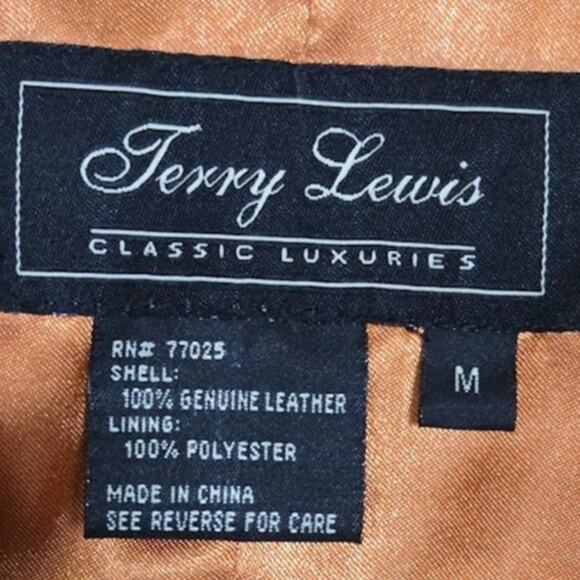 Terry Lewis
CLASSIC LUXURIES
RN# 77025
SHELL:
100% GENUINE LEATHER
LINING:
100% POLYESTER
MADE IN CHINA
SEE REVERSE FOR CARE
M